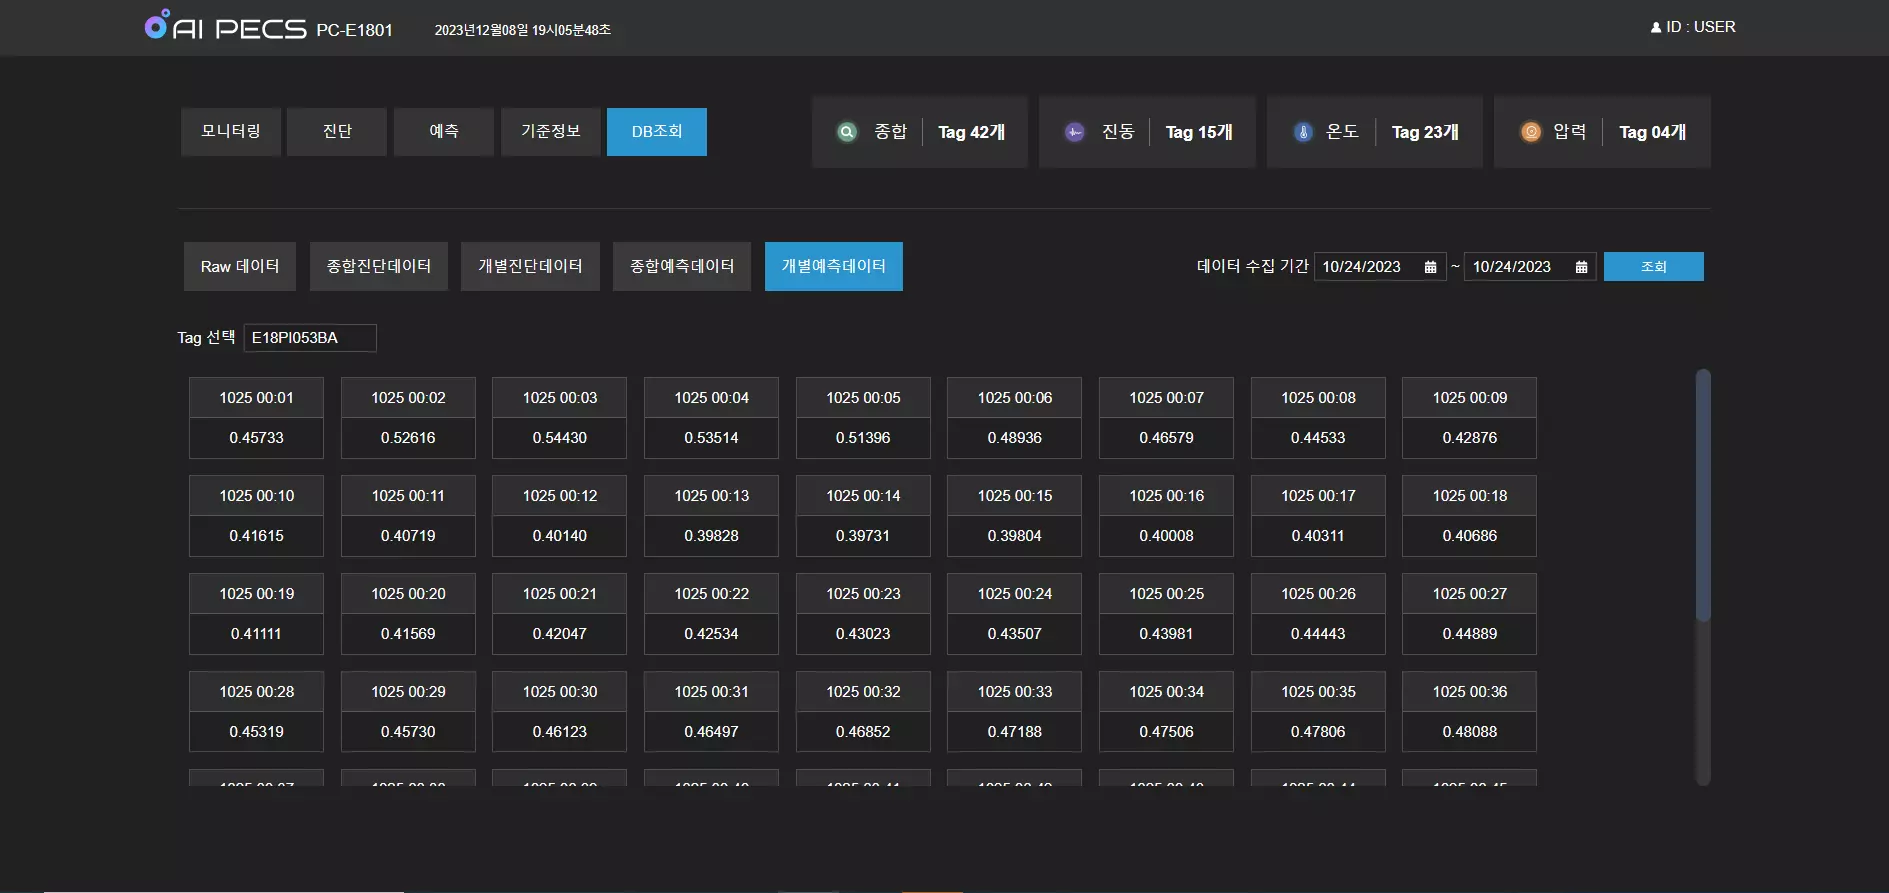 AI PECS PC-E1801 2023년12월08일 19시05분48초 ID : USER
모니터링 진단 예측 기준정보 DB조회 종합 Tag 42개 진동 Tag 15개 온도 Tag 23개 압력 Tag 04개
Raw 데이터 종합진단데이터 개별진단데이터 종합예측데이터 개별예측데이터 데이터 수집 기간 10/24/2023 ~ 10/24/2023 조회
Tag 선택 E18PI053BA
1025 00:01 1025 00:02 1025 00:03 1025 00:04 1025 00:05 1025 00:06 1025 00:07 1025 00:08 1025 00:09
0.45733 0.52616 0.54430 0.53514 0.51396 0.48936 0.46579 0.44533 0.42876
1025 00:10 1025 00:11 1025 00:12 1025 00:13 1025 00:14 1025 00:15 1025 00:16 1025 00:17 1025 00:18
0.41615 0.40719 0.40140 0.39828 0.39731 0.39804 0.40008 0.40311 0.40686
1025 00:19 1025 00:20 1025 00:21 1025 00:22 1025 00:23 1025 00:24 1025 00:25 1025 00:26 1025 00:27
0.41111 0.41569 0.42047 0.42534 0.43023 0.43507 0.43981 0.44443 0.44889
1025 00:28 1025 00:29 1025 00:30 1025 00:31 1025 00:32 1025 00:33 1025 00:34 1025 00:35 1025 00:36
0.45319 0.45730 0.46123 0.46497 0.46852 0.47188 0.47506 0.47806 0.48088